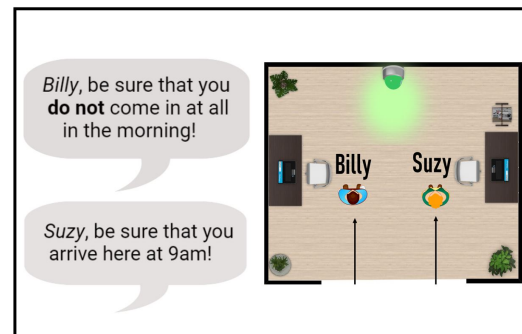 Billy, be sure that you
do not come in at all
in the morning!
Billy
Suzy
Suzy, be sure that you
arrive here at 9am!